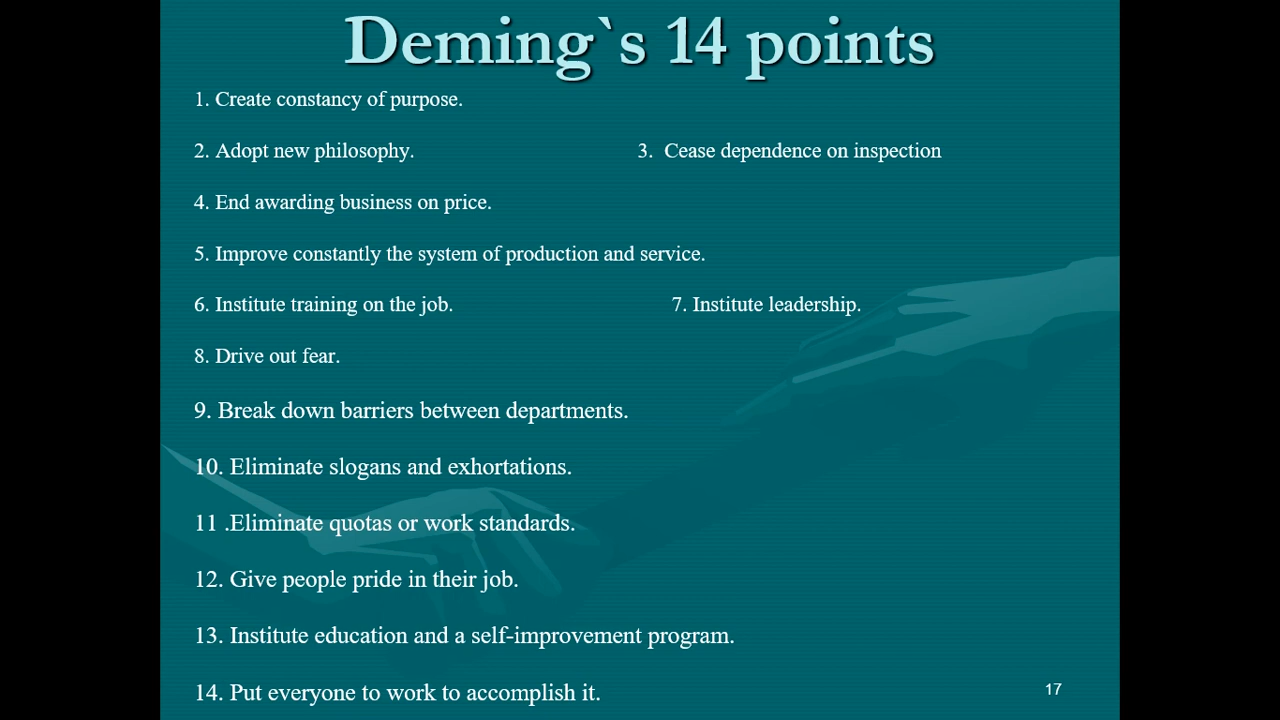 Deming`s 14 points
1. Create constancy of purpose.
2. Adopt new philosophy. 3. Cease dependence on inspection
4. End awarding business on price.
5. Improve constantly the system of production and service.
6. Institute training on the job. 7. Institute leadership.
8. Drive out fear.
9. Break down barriers between departments.
10. Eliminate slogans and exhortations.
11 .Eliminate quotas or work standards.
12. Give people pride in their job.
13. Institute education and a self-improvement program.
14. Put everyone to work to accomplish it.
17